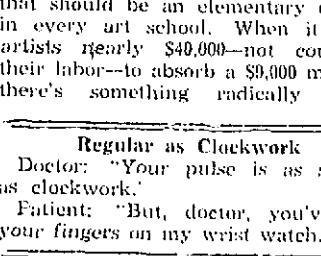 that should be an elementary
in every art school. When it
artists nearly $40,000—not cou
their labor--to absorb a $9,000 m
there's something radically
Regular as Clockwork
Doctor: "Your pulse is as s
as clockwork.'
Patient: "But, doctor, you'v
your fingers on my wrist watch.